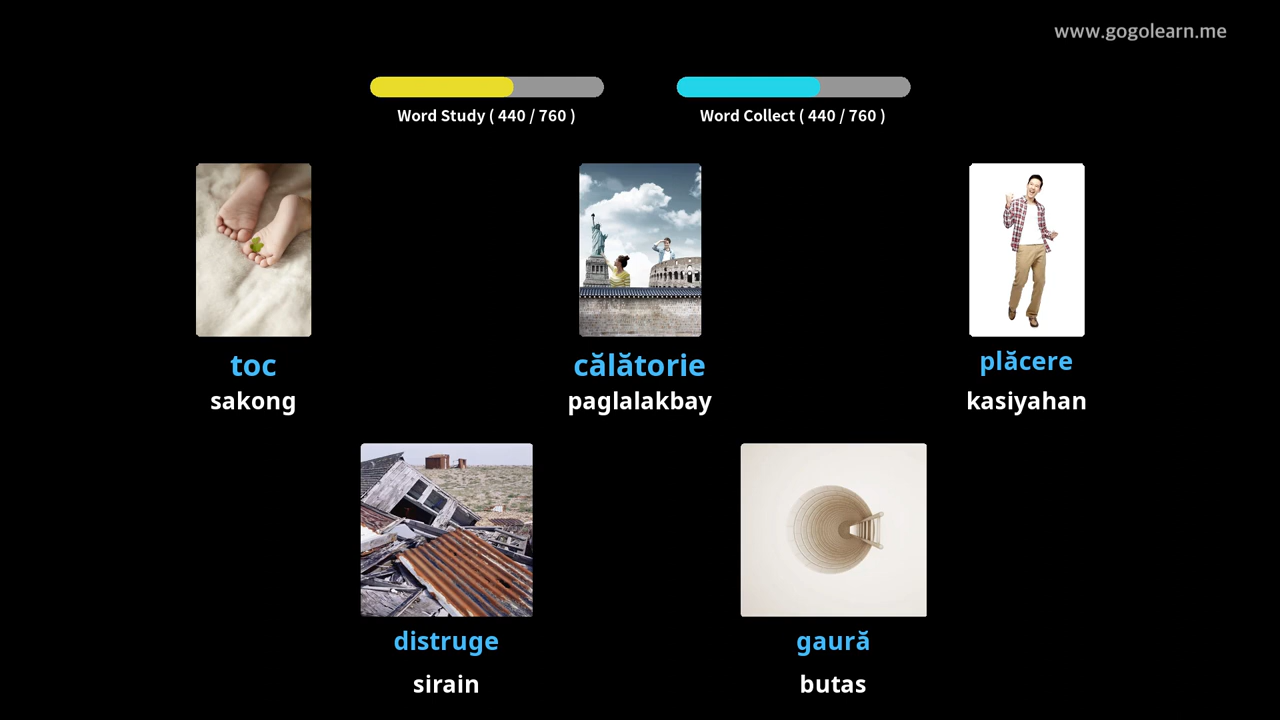 www.gogolearn.me
Word Study ( 440 / 760 )
Word Collect ( 440 / 760 )
toc
sakong
călătorie
paglalakbay
plăcere
kasiyahan
distruge
sirain
gaură
butas